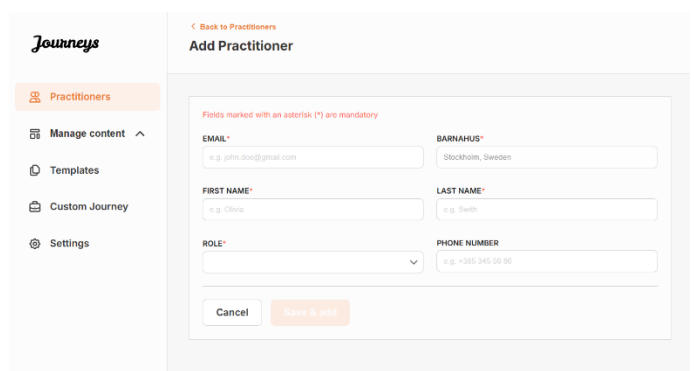 Journeys
Practitioners
Manage content
Templates
Custom Journey
Settings
< Back to Practitioners
Add Practitioner
Fields marked with an asterisk (*) are mandatory
EMAIL*
e.g. john.doe@gmail.com
BARNAHUS*
Stockholm, Sweden
FIRST NAME*
e.g. Olivia
LAST NAME*
e.g. Smith
ROLE*
PHONE NUMBER
e.g. +385 345 50 90
Cancel
Save & add